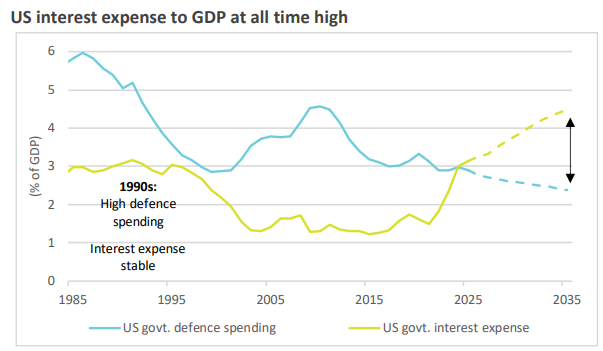 US interest expense to GDP at all time high
6
5
4
3
2
1
0
(% of GDP)
1990s:
High defence
spending
Interest expense
stable
1985 1995 2005 2015 2025 2035
US govt. defence spending US govt. interest expense